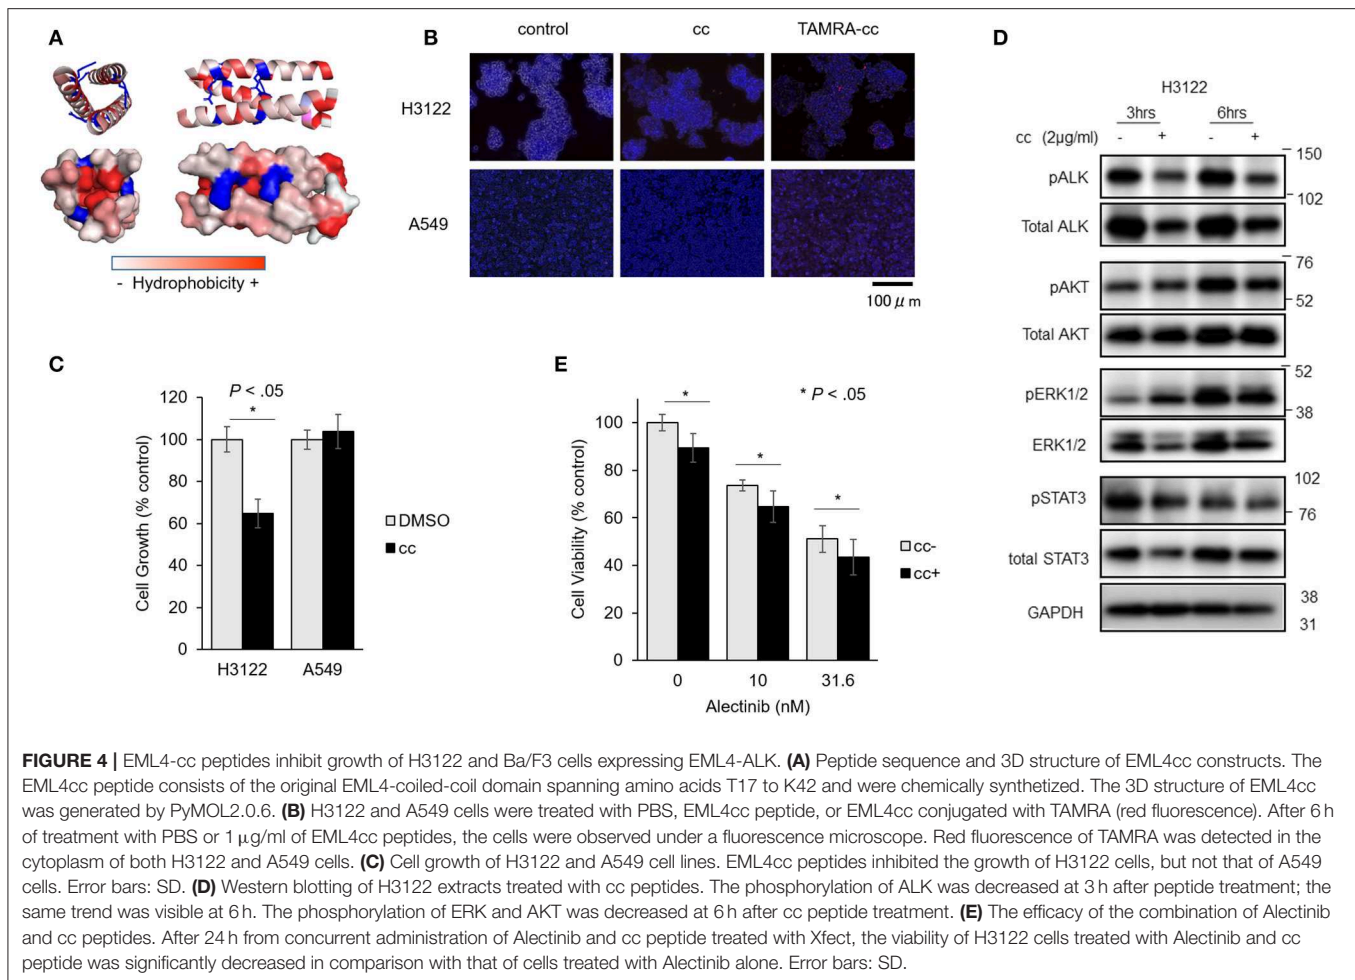 A
- Hydrophobicity +
B
control cc TAMRA-cc
H3122
A549
100 μm
C
P < .05
*
Cell Growth (% control)
120
100
80
60
40
20
0
H3122 A549
DMSO
cc
D
H3122
3hrs 6hrs
cc (2μg/ml) - + - +
pALK
150
102
Total ALK
pAKT
76
52
Total AKT
pERK1/2
52
38
ERK1/2
pSTAT3
102
76
total STAT3
GAPDH
38
31
E
* P < .05
*
*
*
Cell Viability (% control)
120
100
80
60
40
20
0
0 10 31.6
Alectinib (nM)
cc-
cc+
FIGURE 4 | EML4-cc peptides inhibit growth of H3122 and Ba/F3 cells expressing EML4-ALK. (A) Peptide sequence and 3D structure of EML4cc constructs. The
EML4cc peptide consists of the original EML4-coiled-coil domain spanning amino acids T17 to K42 and were chemically synthetized. The 3D structure of EML4cc
was generated by PyMOL2.0.6. (B) H3122 and A549 cells were treated with PBS, EML4cc peptide, or EML4cc conjugated with TAMRA (red fluorescence). After 6 h
of treatment with PBS or 1 μg/ml of EML4cc peptides, the cells were observed under a fluorescence microscope. Red fluorescence of TAMRA was detected in the
cytoplasm of both H3122 and A549 cells. (C) Cell growth of H3122 and A549 cell lines. EML4cc peptides inhibited the growth of H3122 cells, but not that of A549
cells. Error bars: SD. (D) Western blotting of H3122 extracts treated with cc peptides. The phosphorylation of ALK was decreased at 3 h after peptide treatment; the
same trend was visible at 6 h. The phosphorylation of ERK and AKT was decreased at 6 h after cc peptide treatment. (E) The efficacy of the combination of Alectinib
and cc peptides. After 24 h from concurrent administration of Alectinib and cc peptide treated with Xfect, the viability of H3122 cells treated with Alectinib and cc
peptide was significantly decreased in comparison with that of cells treated with Alectinib alone. Error bars: SD.